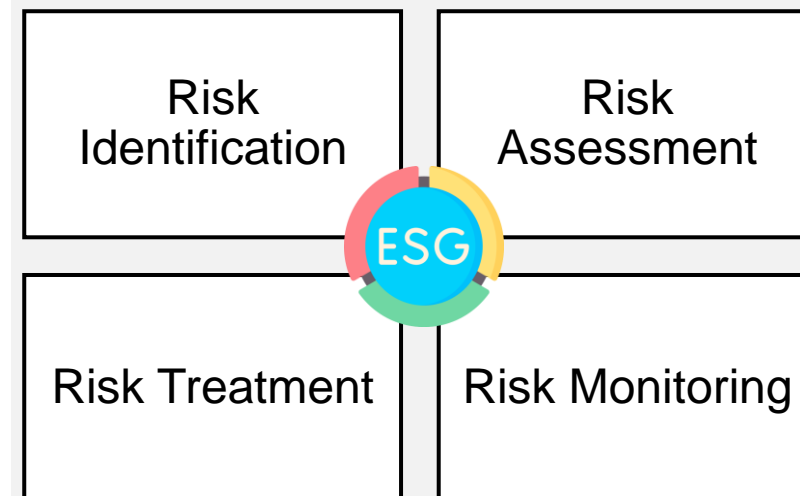 Risk
Identification
Risk
Assessment
ESG
Risk Treatment
Risk Monitoring